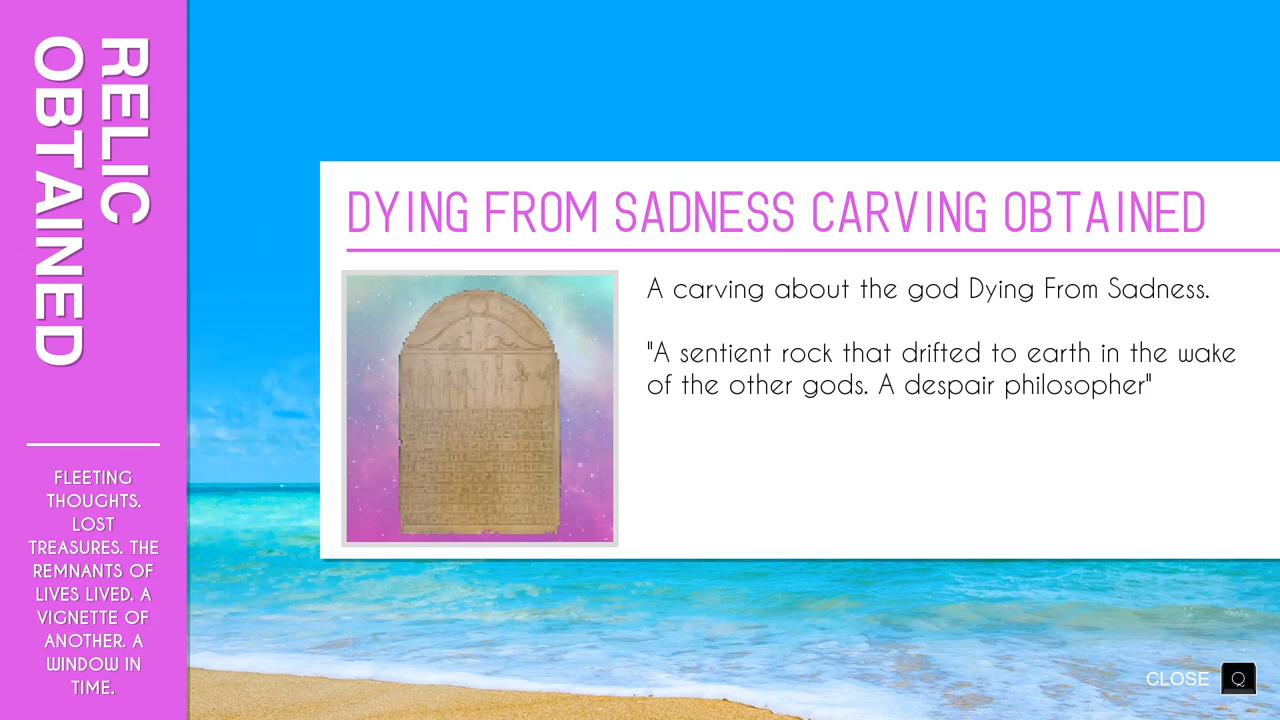 RELIC
OBTAINED
FLEETING
THOUGHTS.
LOST
TREASURES. THE
REMNANTS OF
LIVES LIVED. A
VIGNETTE OF
ANOTHER. A
WINDOW IN
TIME.
DYING FROM SADNESS CARVING OBTAINED
A carving about the god Dying From Sadness.
"A sentient rock that drifted to earth in the wake
of the other gods. A despair philosopher"
CLOSE Q